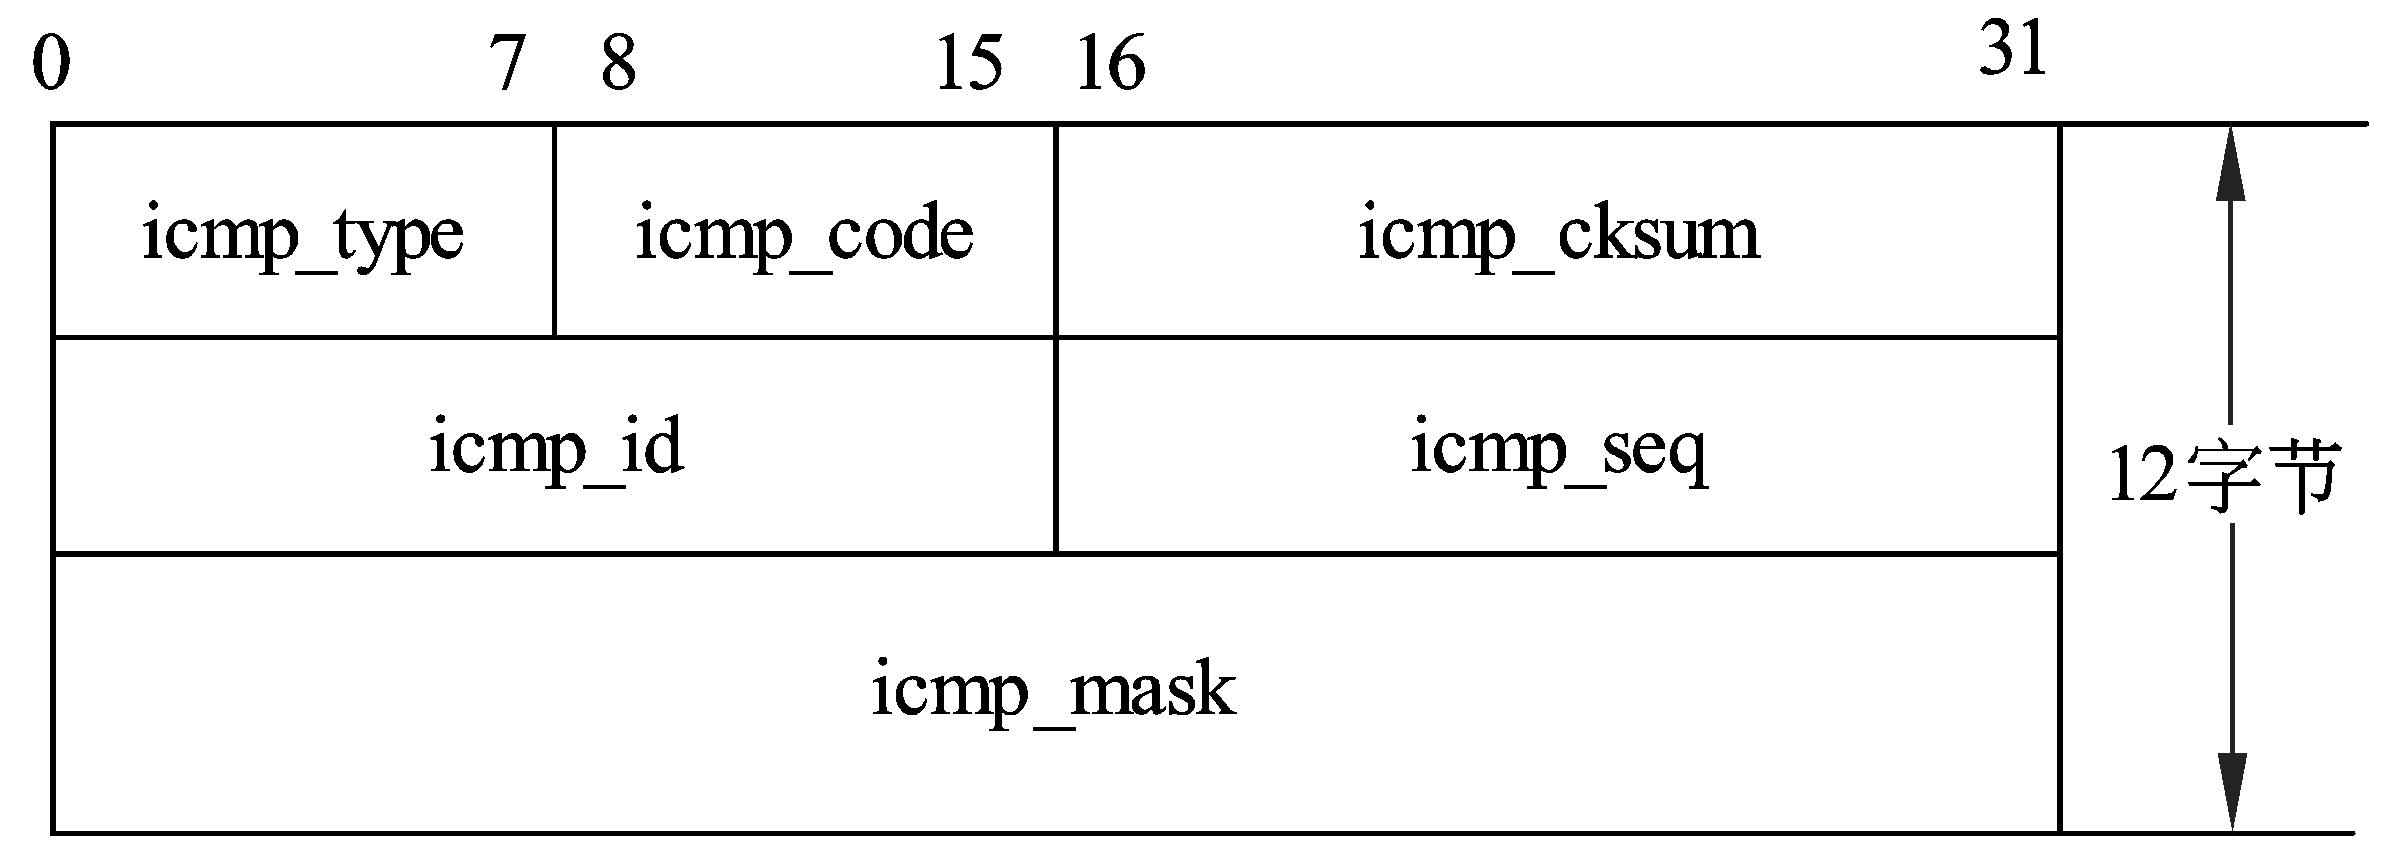 0 7 8 15 16 31
icmp_type icmp_code icmp_cksum
icmp_id icmp_seq
12字节
icmp_mask